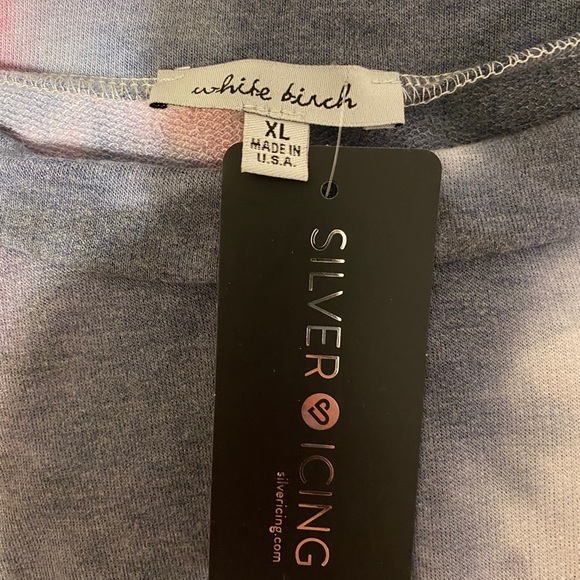 white birch
XL
MADE IN
U.S.A.
SILVER ICING
silvericing.com